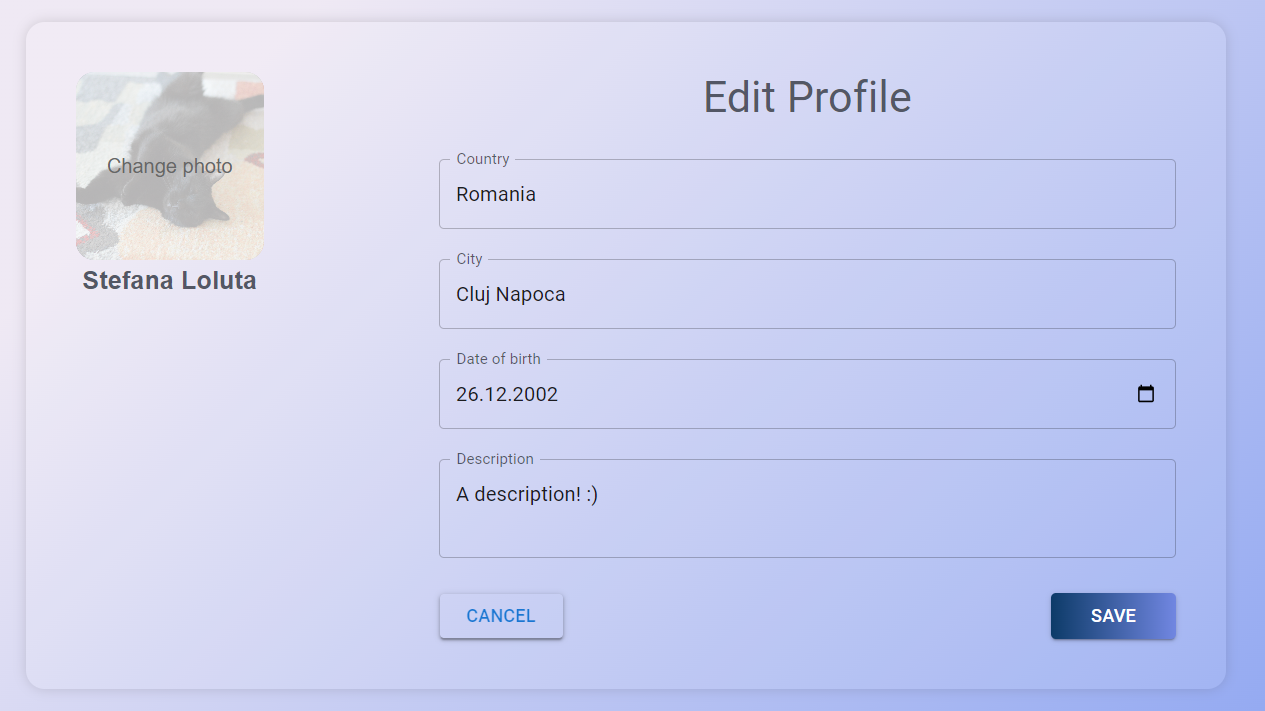 Change photo
Stefana Loluta
Edit Profile
Country
Romania
City
Cluj Napoca
Date of birth
26.12.2002
Description
A description! :)
CANCEL
SAVE